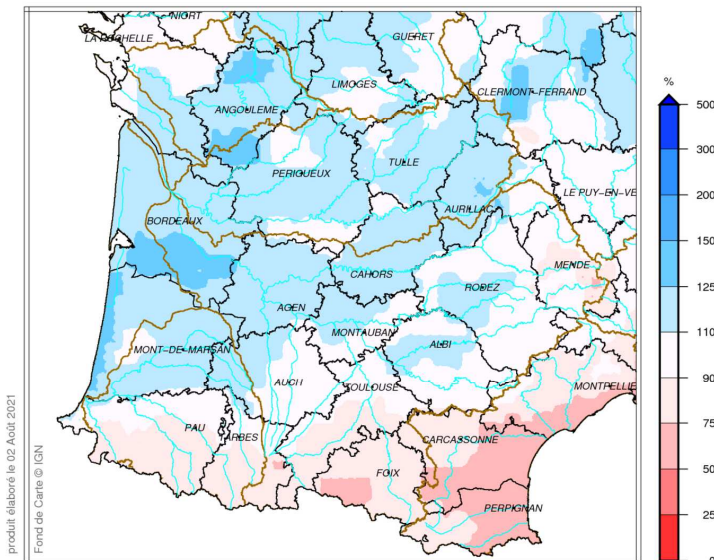 NIORT
LA ROCHELLE
GUERET
%
LIMOGES
CLERMONT-FERRAND
500
ANGOULEME
300
TULLE
PERIGUEUX
200
LE PUY-EN-VE
AURILLAC
BORDEAUX
150
MENDE
CAHORS
125
RODEZ
AGEN
110
MONTAUBAN
ALBI
MONT-DE-MARSAN
90
AUCH
TOULOUSE
MONTPELLIE
75
PAU
TARBES
CARCASSONNE
50
FOIX
25
PERPIGNAN
0
produit élaboré le 02 Août 2021
Fond de Carte © IGN